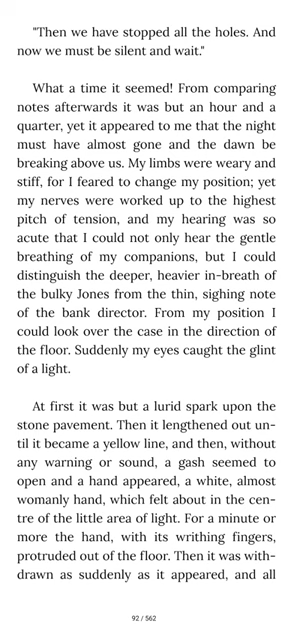 "Then we have stopped all the holes. And
now we must be silent and wait."
What a time it seemed! From comparing
notes afterwards it was but an hour and a
quarter, yet it appeared to me that the night
must have almost gone and the dawn be
breaking above us. My limbs were weary and
stiff, for I feared to change my position; yet
my nerves were worked up to the highest
pitch of tension, and my hearing was so
acute that I could not only hear the gentle
breathing of my companions, but I could
distinguish the deeper, heavier in-breath of
the bulky Jones from the thin, sighing note
of the bank director. From my position I
could look over the case in the direction of
the floor. Suddenly my eyes caught the glint
of a light.
At first it was but a lurid spark upon the
stone pavement. Then it lengthened out un-
til it became a yellow line, and then, without
any warning or sound, a gash seemed to
open and a hand appeared, a white, almost
womanly hand, which felt about in the cen-
tre of the little area of light. For a minute or
more the hand, with its writhing fingers,
protruded out of the floor. Then it was with-
drawn as suddenly as it appeared, and all
92 / 562